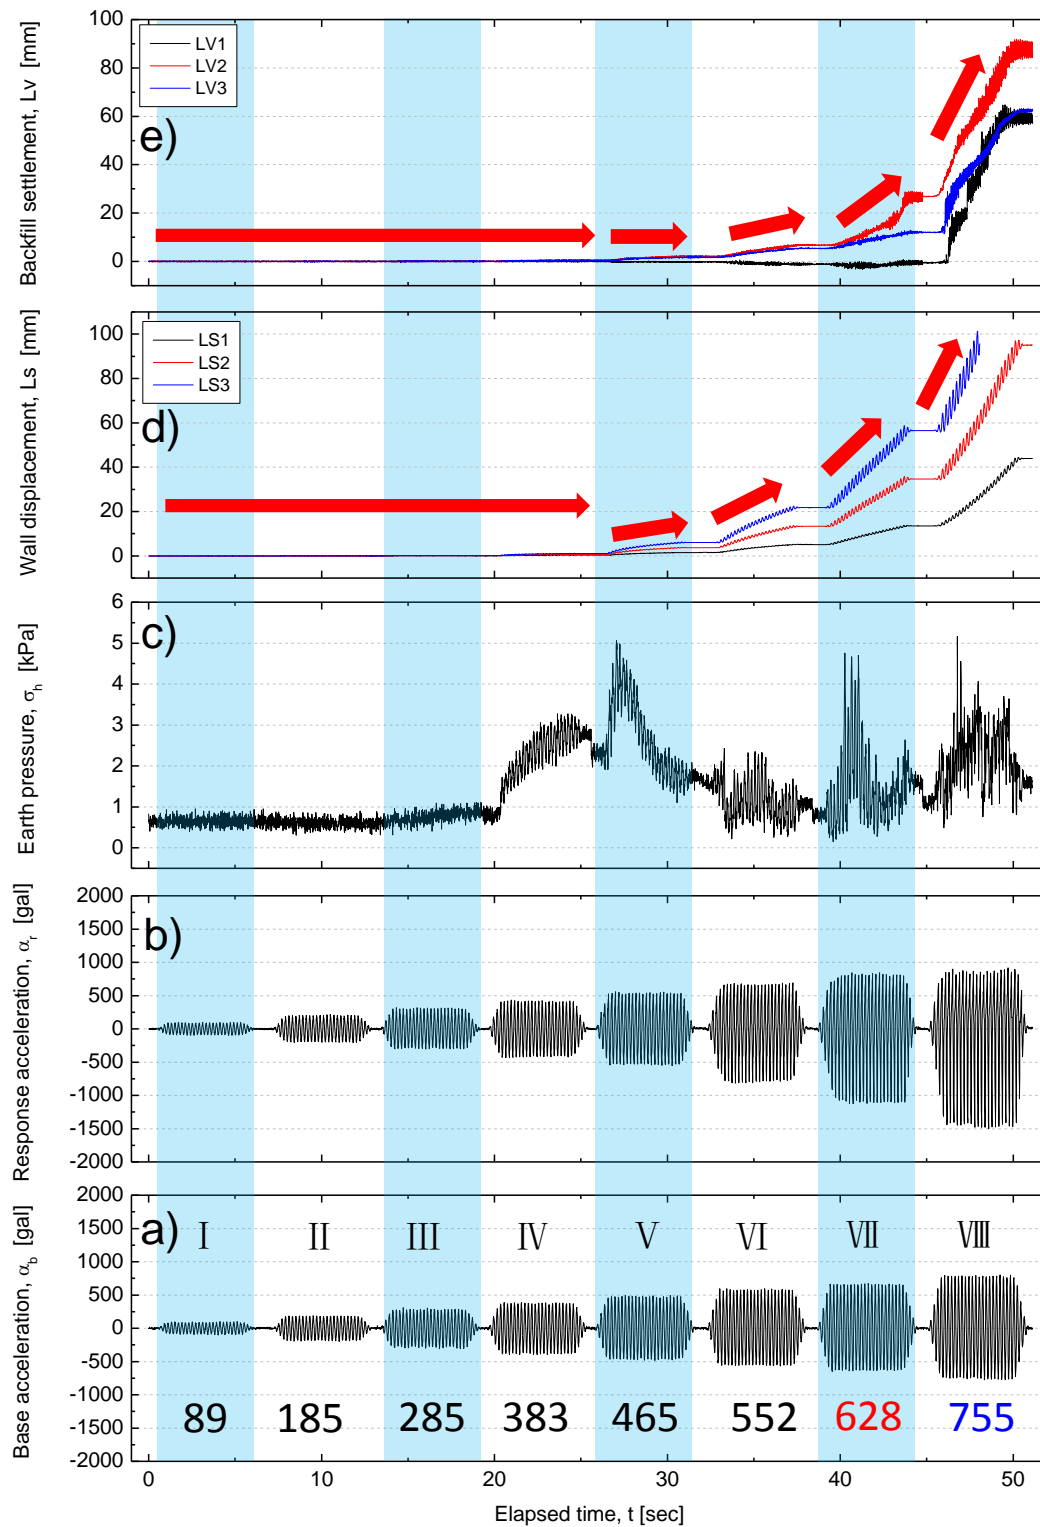 Backfill settlement, Lv [mm]
100
80
60
40
20
0
LV1
LV2
LV3
e)
Wall displacement, Ls [mm]
100
80
60
40
20
0
LS1
LS2
LS3
d)
Earth pressure, σh [kPa]
6
5
4
3
2
1
0
c)
Response acceleration, αr [gal]
2000
1500
1000
500
0
-500
-1000
-1500
-2000
b)
Base acceleration, αb [gal]
2000
1500
1000
500
0
-500
-1000
-1500
-2000
a)
Ⅰ Ⅱ Ⅲ Ⅳ Ⅴ Ⅵ Ⅶ Ⅷ
89 185 285 383 465 552 628 755
0 10 20 30 40 50
Elapsed time, t [sec]